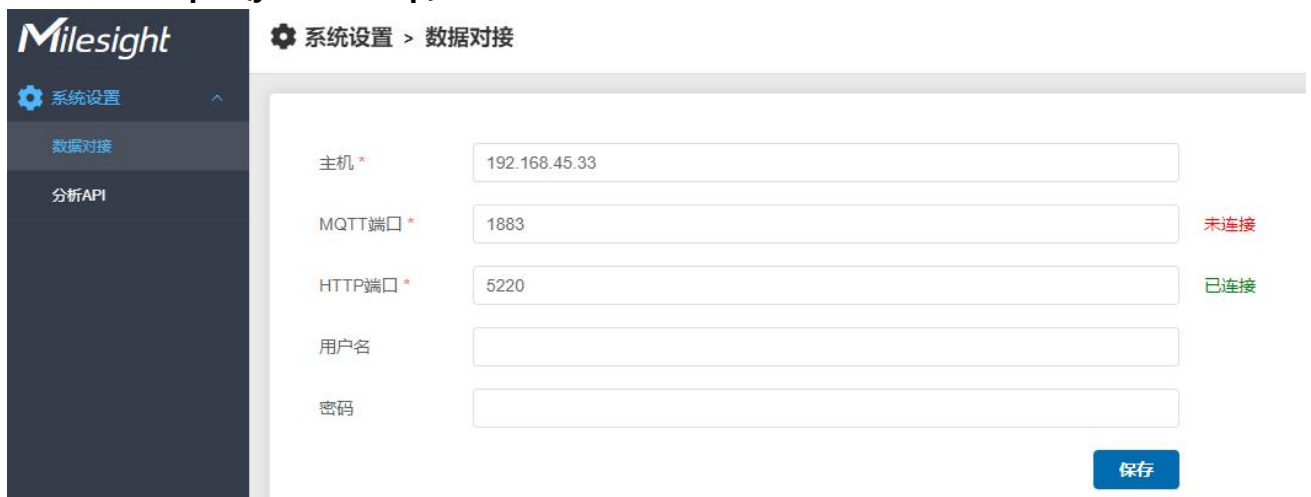 Milesight
系统设置 > 数据对接
系统设置
数据对接
分析API
主机 * 192.168.45.33
MQTT端口 * 1883 未连接
HTTP端口 * 5220 已连接
用户名
密码
保存